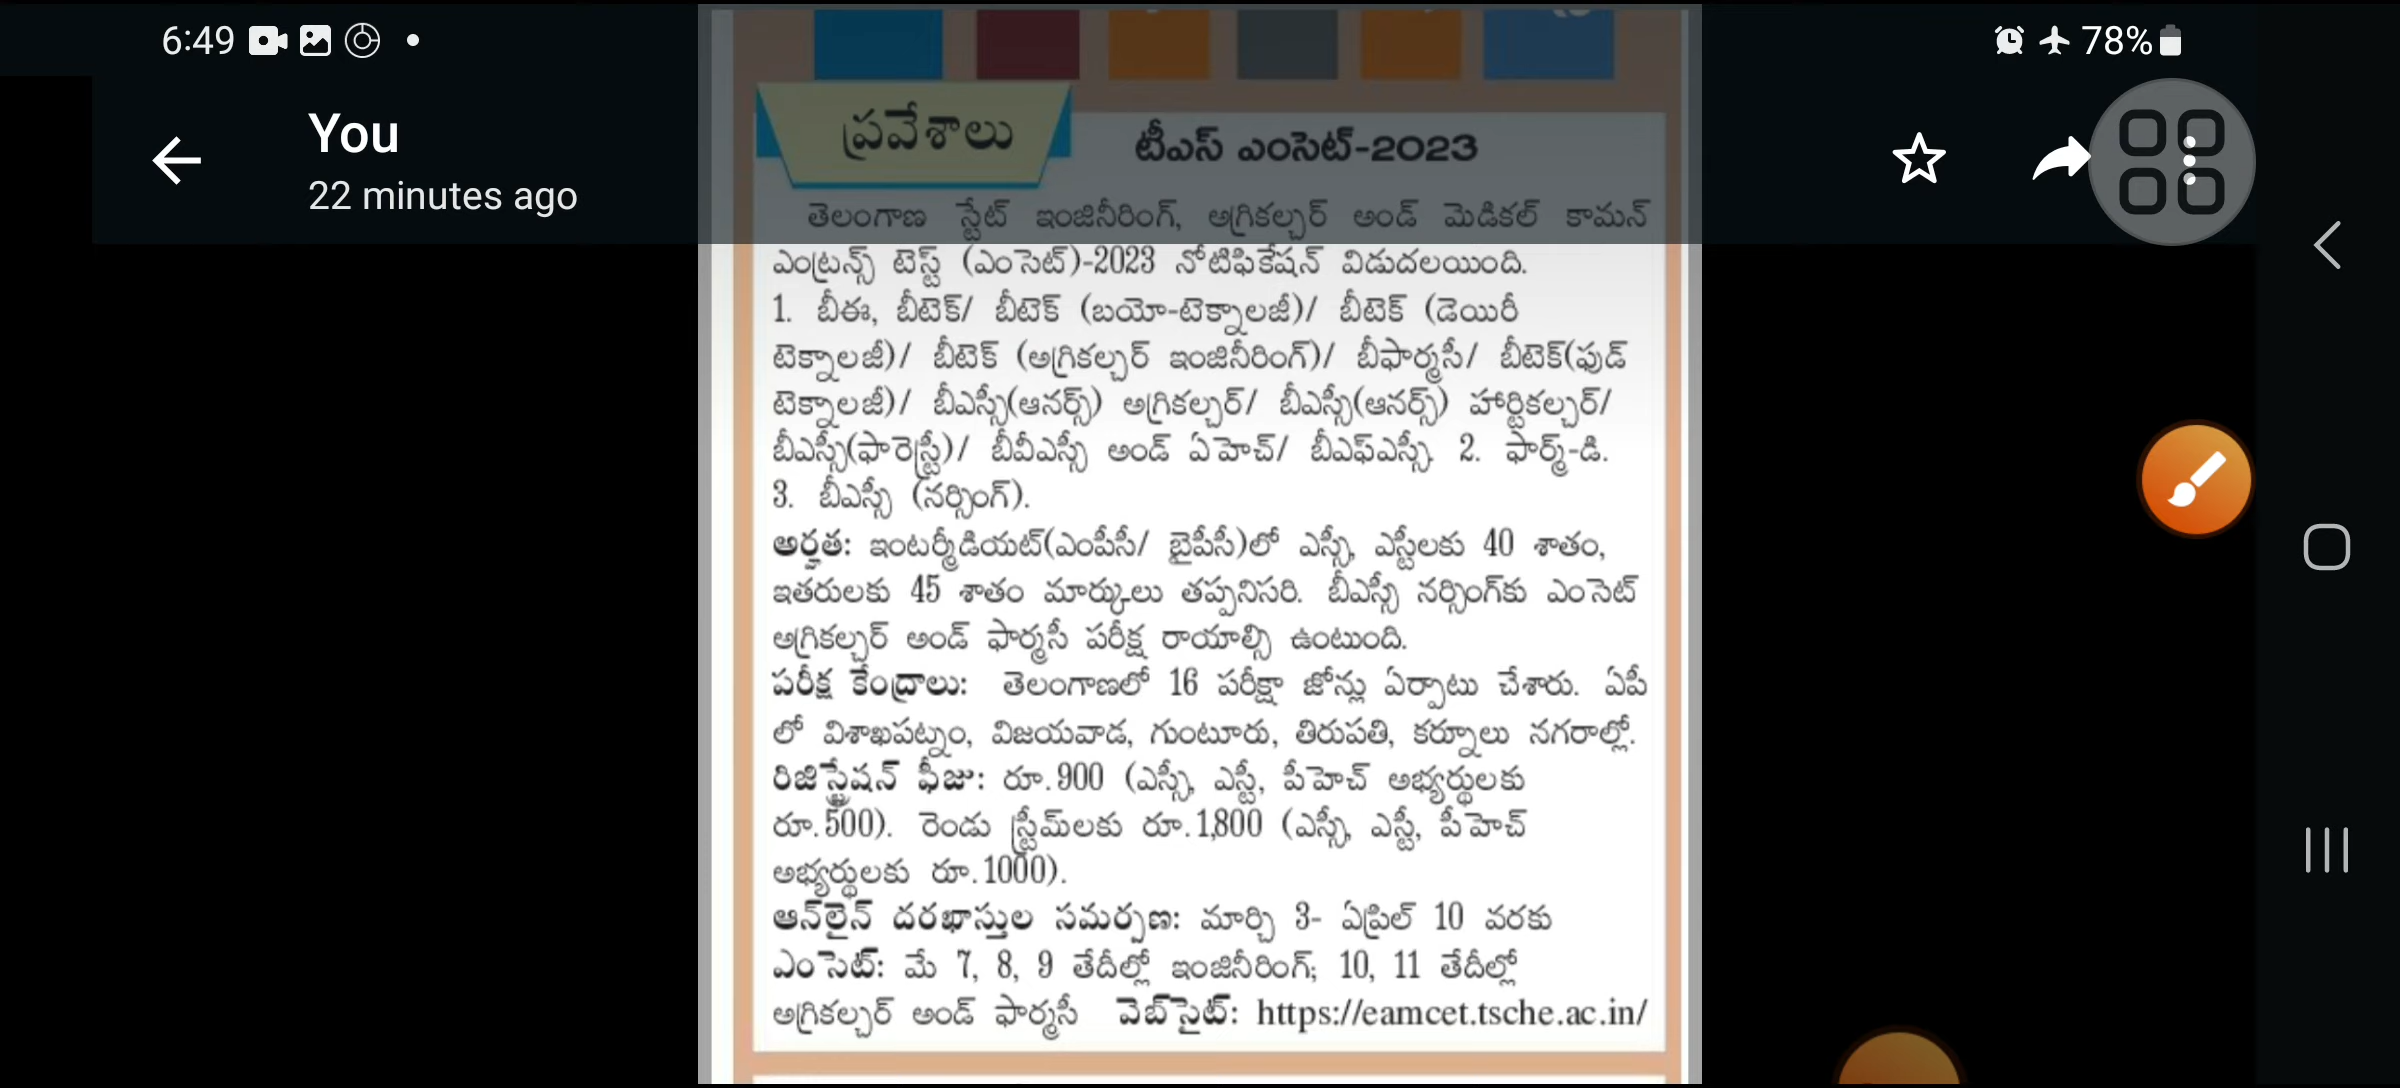 6:49
78%
You
22 minutes ago
ప్రవేశాలు
టీఎస్ ఎంసెట్-2023
తెలంగాణ స్టేట్ ఇంజినీరింగ్, అగ్రికల్చర్ అండ్ మెడికల్ కామన్
ఎంట్రన్స్ టెస్ట్ (ఎంసెట్)-2023 నోటిఫికేషన్ విడుదలయింది.
1. బీఈ, బీటెక్/ బీటెక్ (బయో-టెక్నాలజీ)/ బీటెక్ (డెయిరీ
టెక్నాలజీ)/ బీటెక్ (అగ్రికల్చర్ ఇంజినీరింగ్)/ బీఫార్మసీ/ బీటెక్(ఫుడ్
టెక్నాలజీ)/ బీఎస్సీ(ఆనర్స్) అగ్రికల్చర్/ బీఎస్సీ(ఆనర్స్) హార్టికల్చర్/
బీఎస్సీ(ఫారెస్ట్రీ)/ బీవీఎస్సీ అండ్ ఏహెచ్/ బీఎఫ్ఎస్సీ. 2. ఫార్మ్-డి.
3. బీఎస్సీ (నర్సింగ్).
అర్హత: ఇంటర్మీడియట్(ఎంపీసీ/ బైపీసీ)లో ఎస్సీ, ఎస్టీలకు 40 శాతం,
ఇతరులకు 45 శాతం మార్కులు తప్పనిసరి. బీఎస్సీ నర్సింగ్‌కు ఎంసెట్
అగ్రికల్చర్ అండ్ ఫార్మసీ పరీక్ష రాయాల్సి ఉంటుంది.
పరీక్ష కేంద్రాలు: తెలంగాణలో 16 పరీక్షా జోన్లు ఏర్పాటు చేశారు. ఏపీ
లో విశాఖపట్నం, విజయవాడ, గుంటూరు, తిరుపతి, కర్నూలు నగరాల్లో.
రిజిస్ట్రేషన్ ఫీజు: రూ.900 (ఎస్సీ, ఎస్టీ, పీహెచ్ అభ్యర్థులకు
రూ.500). రెండు స్ట్రీమ్‌లకు రూ.1,800 (ఎస్సీ, ఎస్టీ, పీహెచ్
అభ్యర్థులకు రూ.1000).
ఆన్‌లైన్ దరఖాస్తుల సమర్పణ: మార్చి 3- ఏప్రిల్ 10 వరకు
ఎంసెట్: మే 7, 8, 9 తేదీల్లో ఇంజినీరింగ్; 10, 11 తేదీల్లో
అగ్రికల్చర్ అండ్ ఫార్మసీ వెబ్‌సైట్: https://eamcet.tsche.ac.in/